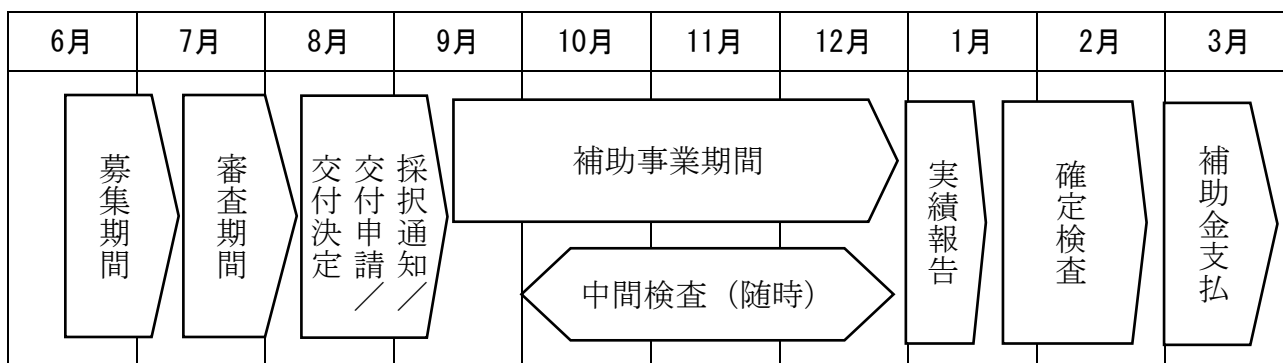 6月
7月
8月
9月
10月
11月
12月
1月
2月
3月
募集期間
審査期間
採択通知／
交付申請／
交付決定
補助事業期間
中間検査（随時）
実績報告
確定検査
補助金支払